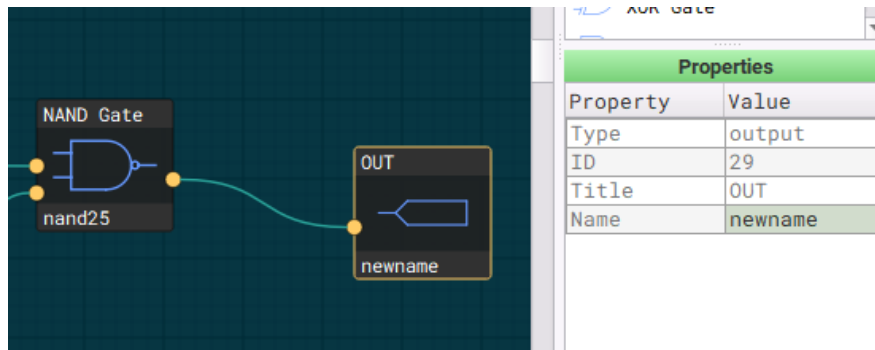 NAND Gate
nand25
OUT
newname
XOR Gate
Properties
Property Value
Type output
ID 29
Title OUT
Name newname